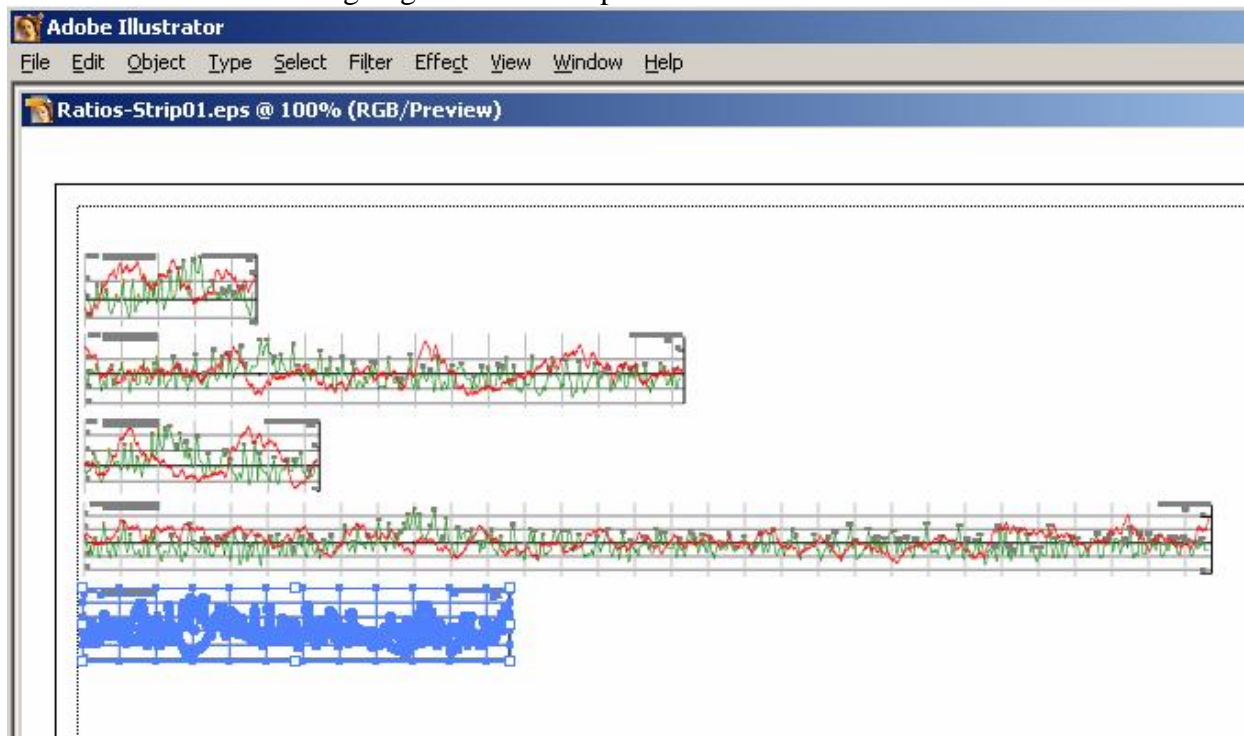 Adobe Illustrator
File Edit Object Type Select Filter Effect View Window Help
Ratios-Strip01.eps @ 100% (RGB/Preview)